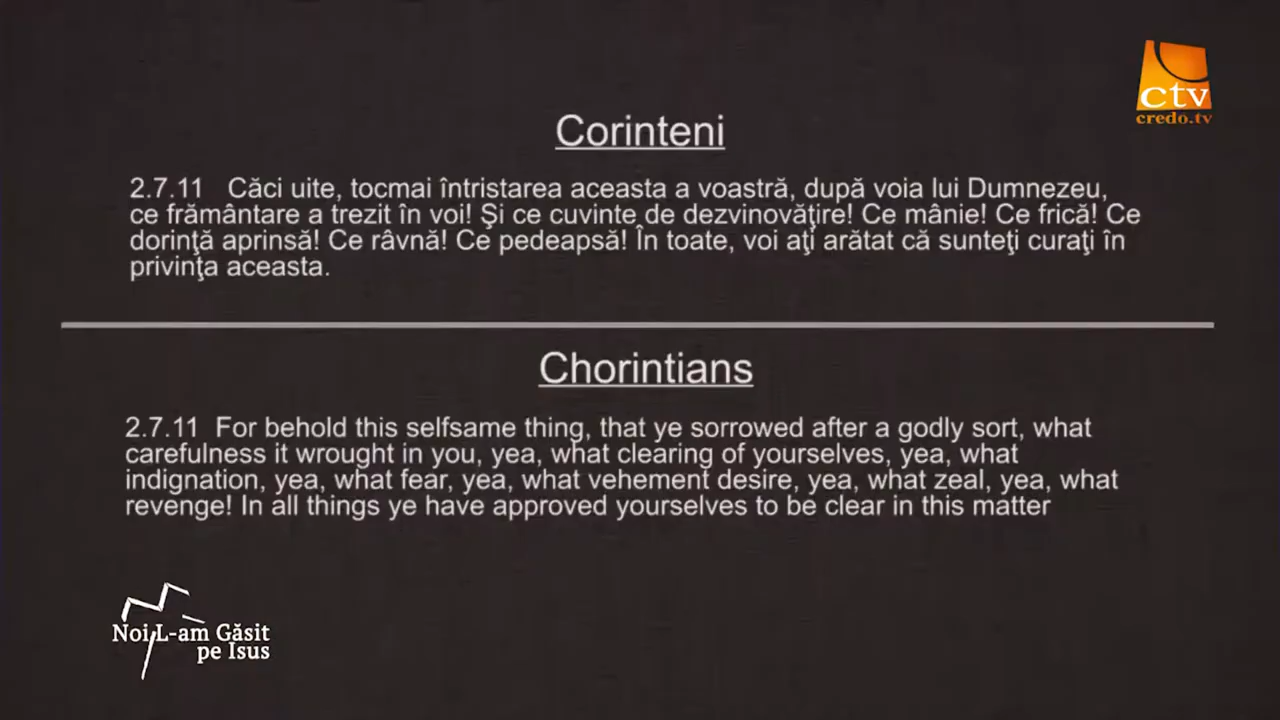 ctv
credo.tv
Corinteni
2.7.11 Căci uite, tocmai întristarea aceasta a voastră, după voia lui Dumnezeu,
ce frământare a trezit în voi! Şi ce cuvinte de dezvinovăţire! Ce mânie! Ce frică! Ce
dorinţă aprinsă! Ce râvnă! Ce pedeapsă! În toate, voi aţi arătat că sunteţi curaţi în
privinţa aceasta.
Chorintians
2.7.11 For behold this selfsame thing, that ye sorrowed after a godly sort, what
carefulness it wrought in you, yea, what clearing of yourselves, yea, what
indignation, yea, what fear, yea, what vehement desire, yea, what zeal, yea, what
revenge! In all things ye have approved yourselves to be clear in this matter
Noi L-am Găsit
pe Isus